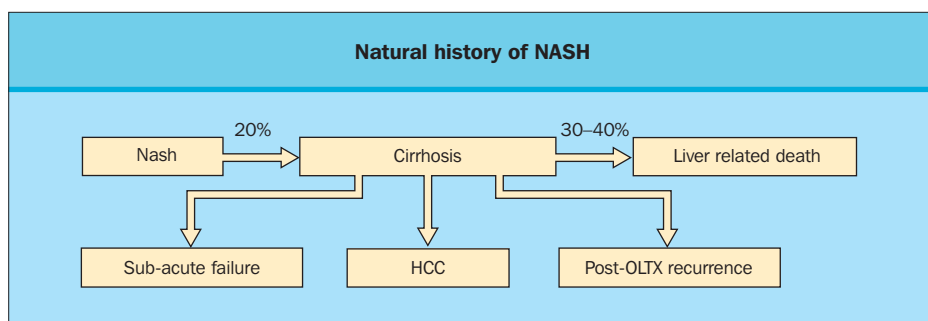 Natural history of NASH
20%
30–40%
Nash
Cirrhosis
Liver related death
Sub-acute failure
HCC
Post-OLTX recurrence